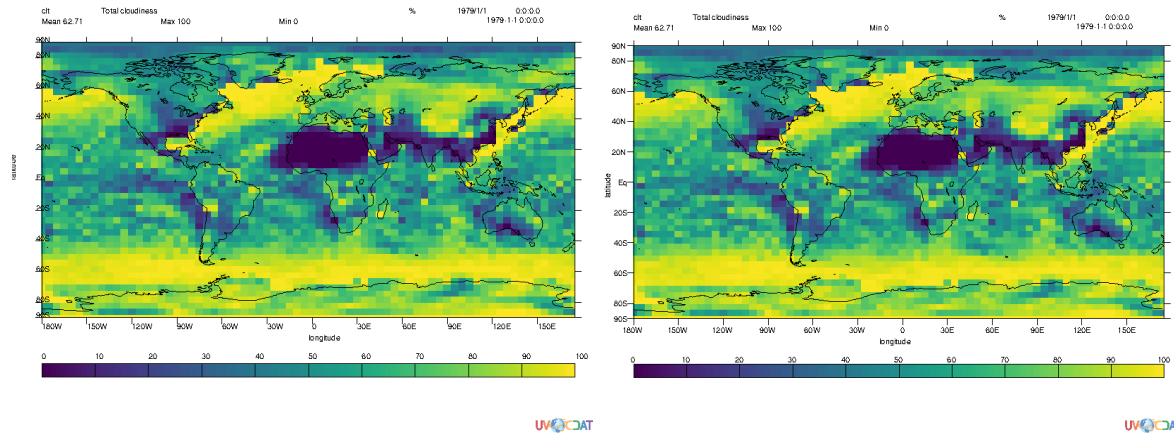 clt Total cloudiness % 1979/1/1 0:0:0.0
Mean 62.71 Max 100 Min 0 1979-1-1 0:0:0.0
90N
80N
60N
40N
20N
Eq
20S
40S
60S
80S
90S
180W 150W 120W 90W 60W 30W 0 30E 60E 90E 120E 150E
longitude
0 10 20 30 40 50 60 70 80 90 100
UV CDAT
clt Total cloudiness % 1979/1/1 0:0:0.0
Mean 62.71 Max 100 Min 0 1979-1-1 0:0:0.0
latitude
90N
80N
60N
40N
20N
Eq
20S
40S
60S
80S
90S
180W 150W 120W 90W 60W 30W 0 30E 60E 90E 120E 150E
longitude
0 10 20 30 40 50 60 70 80 90 100